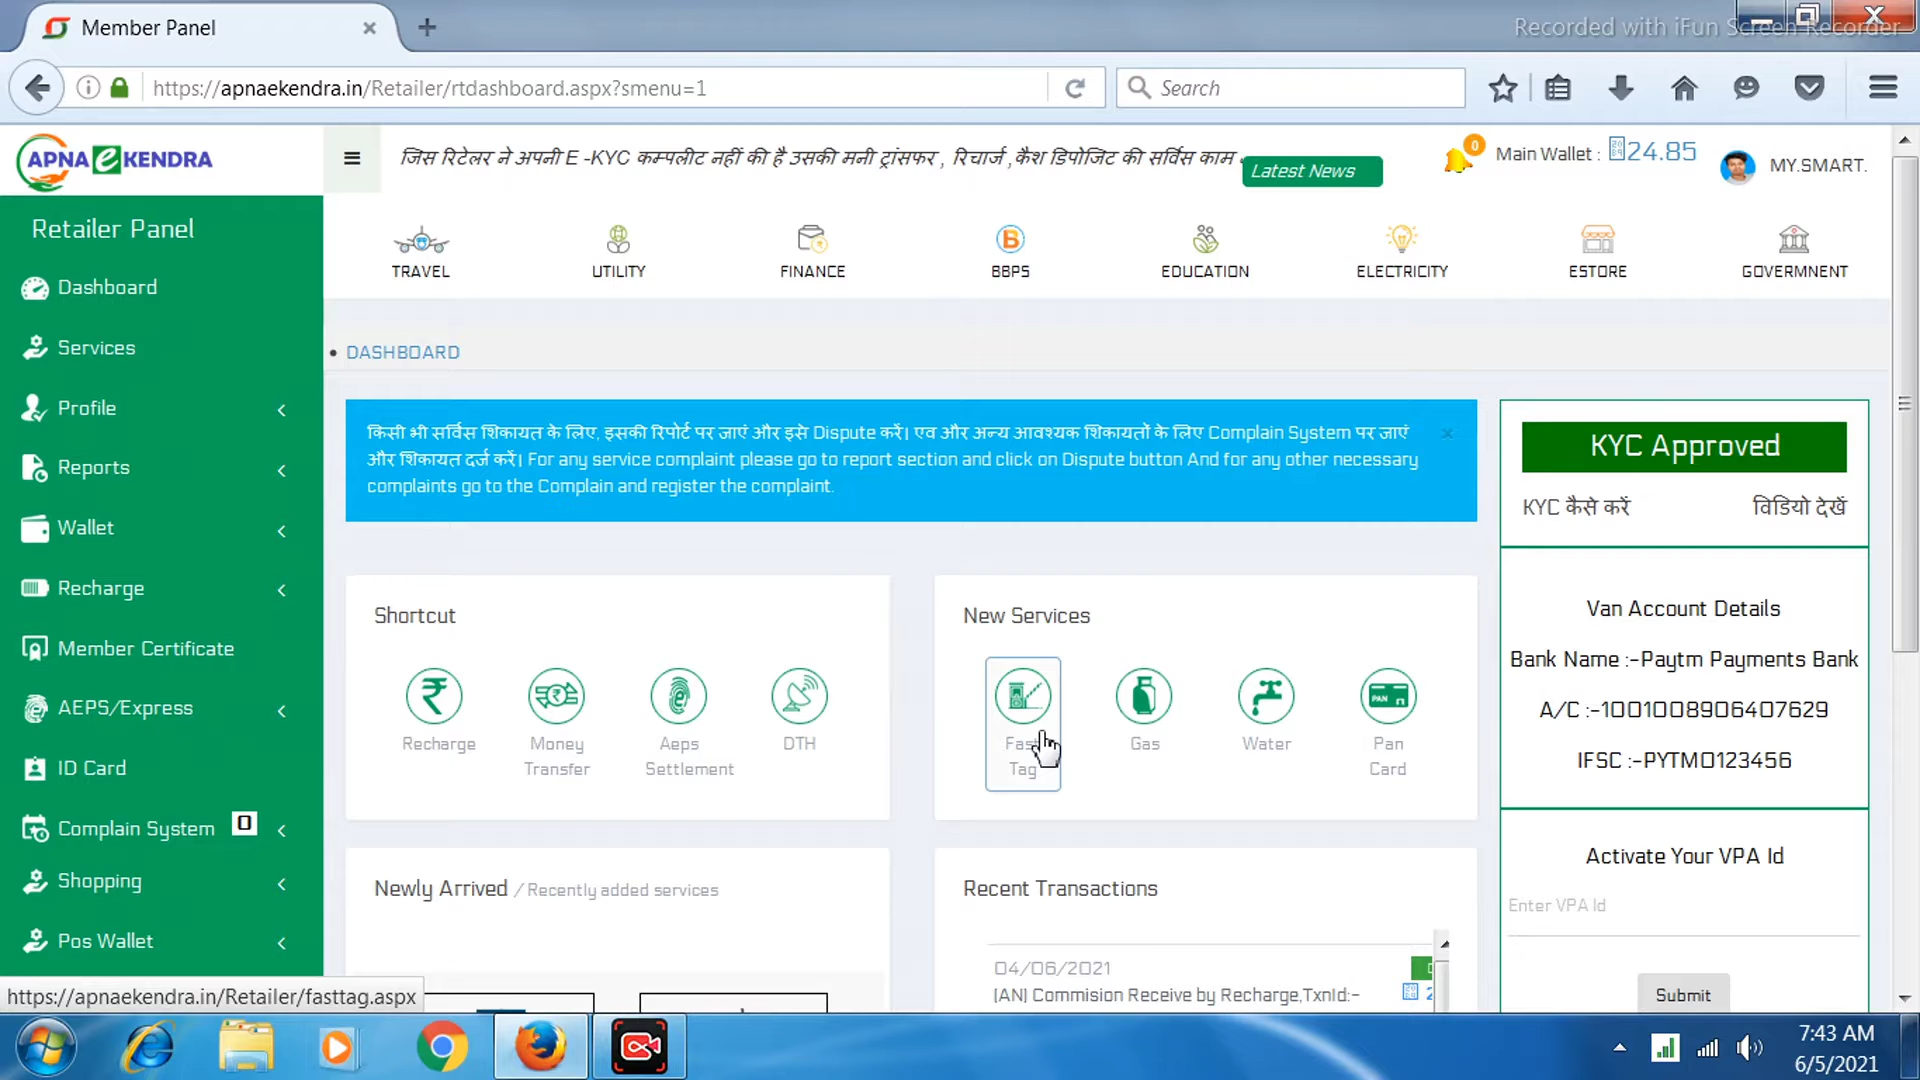 Member Panel
Recorded with iFun Screen Recorder
https://apnaekendra.in/Retailer/rtdashboard.aspx?smenu=1
Search
APNA e KENDRA
जिस रिटेलर ने अपनी E -KYC कम्पलीट नहीं की है उसकी मनी ट्रांसफर , रिचार्ज ,कैश डिपोजिट की सर्विस काम
Latest News
0
Main Wallet :
24.85
MY.SMART.
TRAVEL
UTILITY
FINANCE
BBPS
EDUCATION
ELECTRICITY
ESTORE
GOVERMNENT
Retailer Panel
Dashboard
Services
Profile
Reports
Wallet
Recharge
Member Certificate
AEPS/Express
ID Card
Complain System
0
Shopping
Pos Wallet
DASHBOARD
किसी भी सर्विस शिकायत के लिए, इसकी रिपोर्ट पर जाएं और इसे Dispute करें। एव और अन्य आवश्यक शिकायतों के लिए Complain System पर जाएं
और शिकायत दर्ज करें। For any service complaint please go to report section and click on Dispute button And for any other necessary
complaints go to the Complain and register the complaint.
KYC Approved
KYC कैसे करें
विडियो देखें
Van Account Details
Bank Name :-Paytm Payments Bank
A/C :-1001008906407629
IFSC :-PYTM0123456
Activate Your VPA Id
Enter VPA Id
Submit
Shortcut
Recharge
Money
Transfer
Aeps
Settlement
DTH
New Services
Tag
Gas
Water
Pan
Card
PAN
Newly Arrived / Recently added services
Recent Transactions
04/06/2021
(AN) Commision Receive by Recharge,TxnId:-
https://apnaekendra.in/Retailer/fasttag.aspx
7:43 AM
6/5/2021